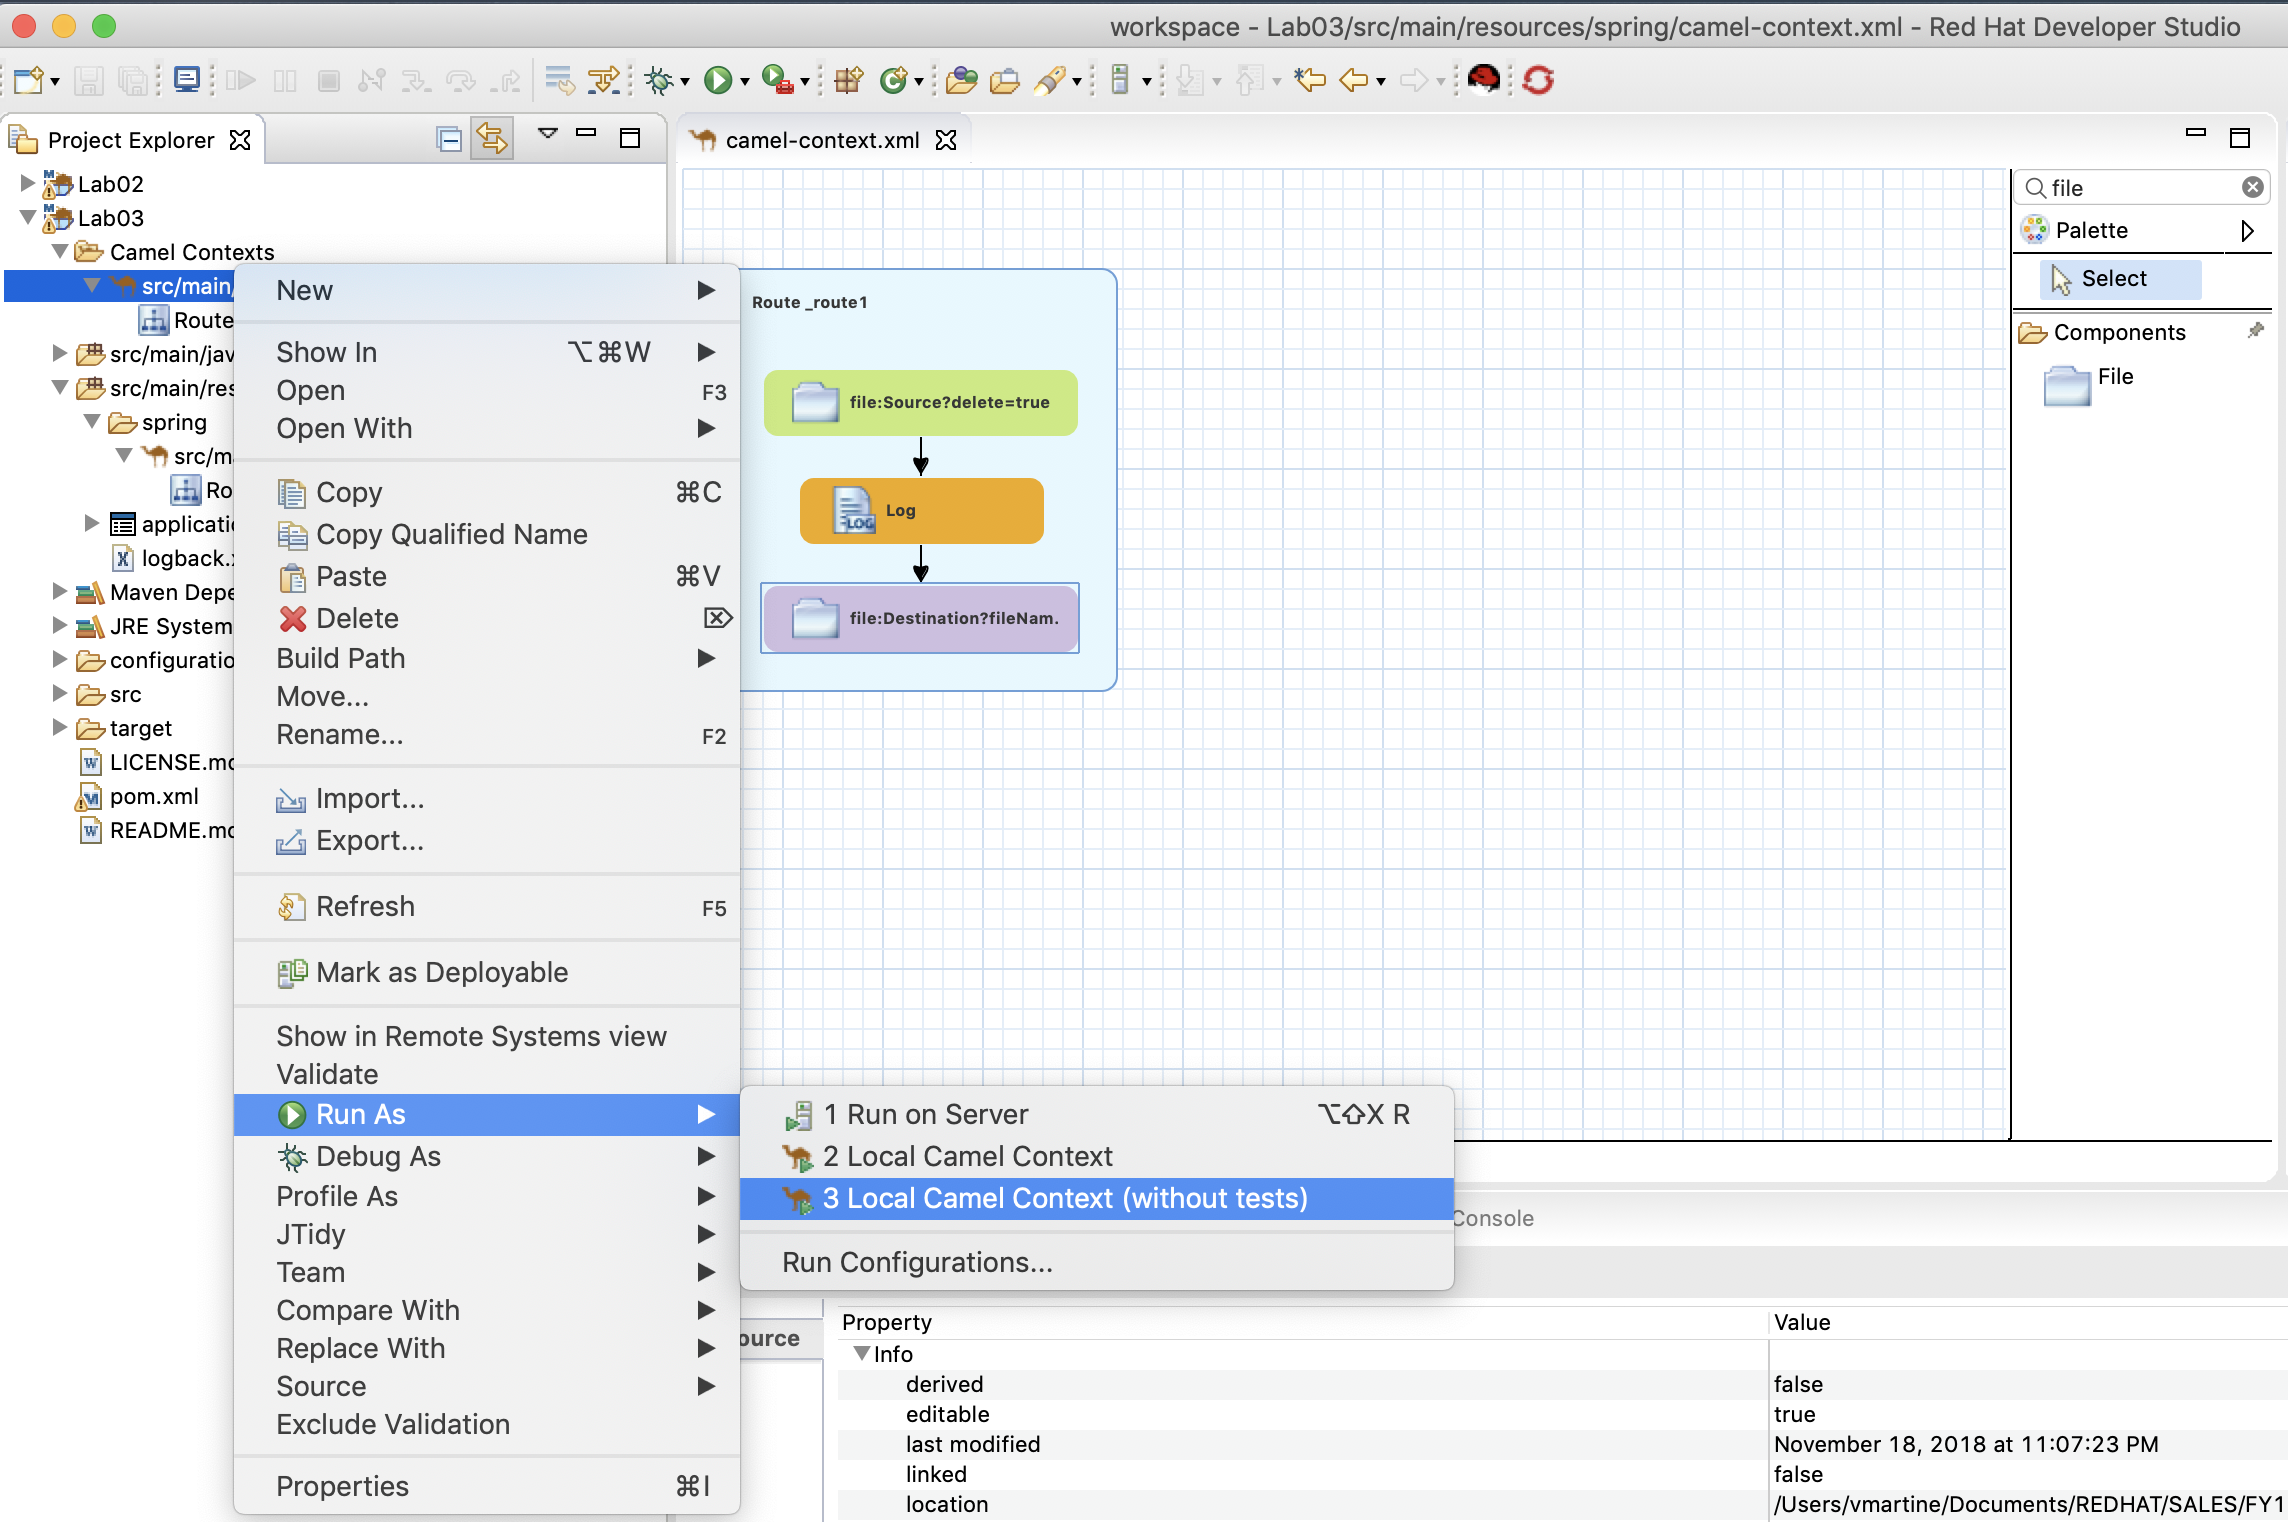 workspace - Lab03/src/main/resources/spring/camel-context.xml - Red Hat Developer Studio
Project Explorer
Lab02
Lab03
Camel Contexts
src/main/
Route
src/main/jav
src/main/res
spring
src/m
Ro
applicati
logback.
Maven Depe
JRE System
configuratio
src
target
LICENSE.md
pom.xml
README.md
New
Show In ⌥⌘W
Open F3
Open With
Copy ⌘C
Copy Qualified Name
Paste ⌘V
Delete ⌦
Build Path
Move...
Rename... F2
Import...
Export...
Refresh F5
Mark as Deployable
Show in Remote Systems view
Validate
Run As
Debug As
Profile As
JTidy
Team
Compare With
Replace With
Source
Exclude Validation
Properties ⌘I
1 Run on Server ⌥⇧X R
2 Local Camel Context
3 Local Camel Context (without tests)
Run Configurations...
camel-context.xml
Route _route1
file:Source?delete=true
LOG
Log
file:Destination?fileNam.
file
Palette
Select
Components
File
Console
ource
Property Value
Info
derived false
editable true
last modified November 18, 2018 at 11:07:23 PM
linked false
location /Users/vmartine/Documents/REDHAT/SALES/FY1